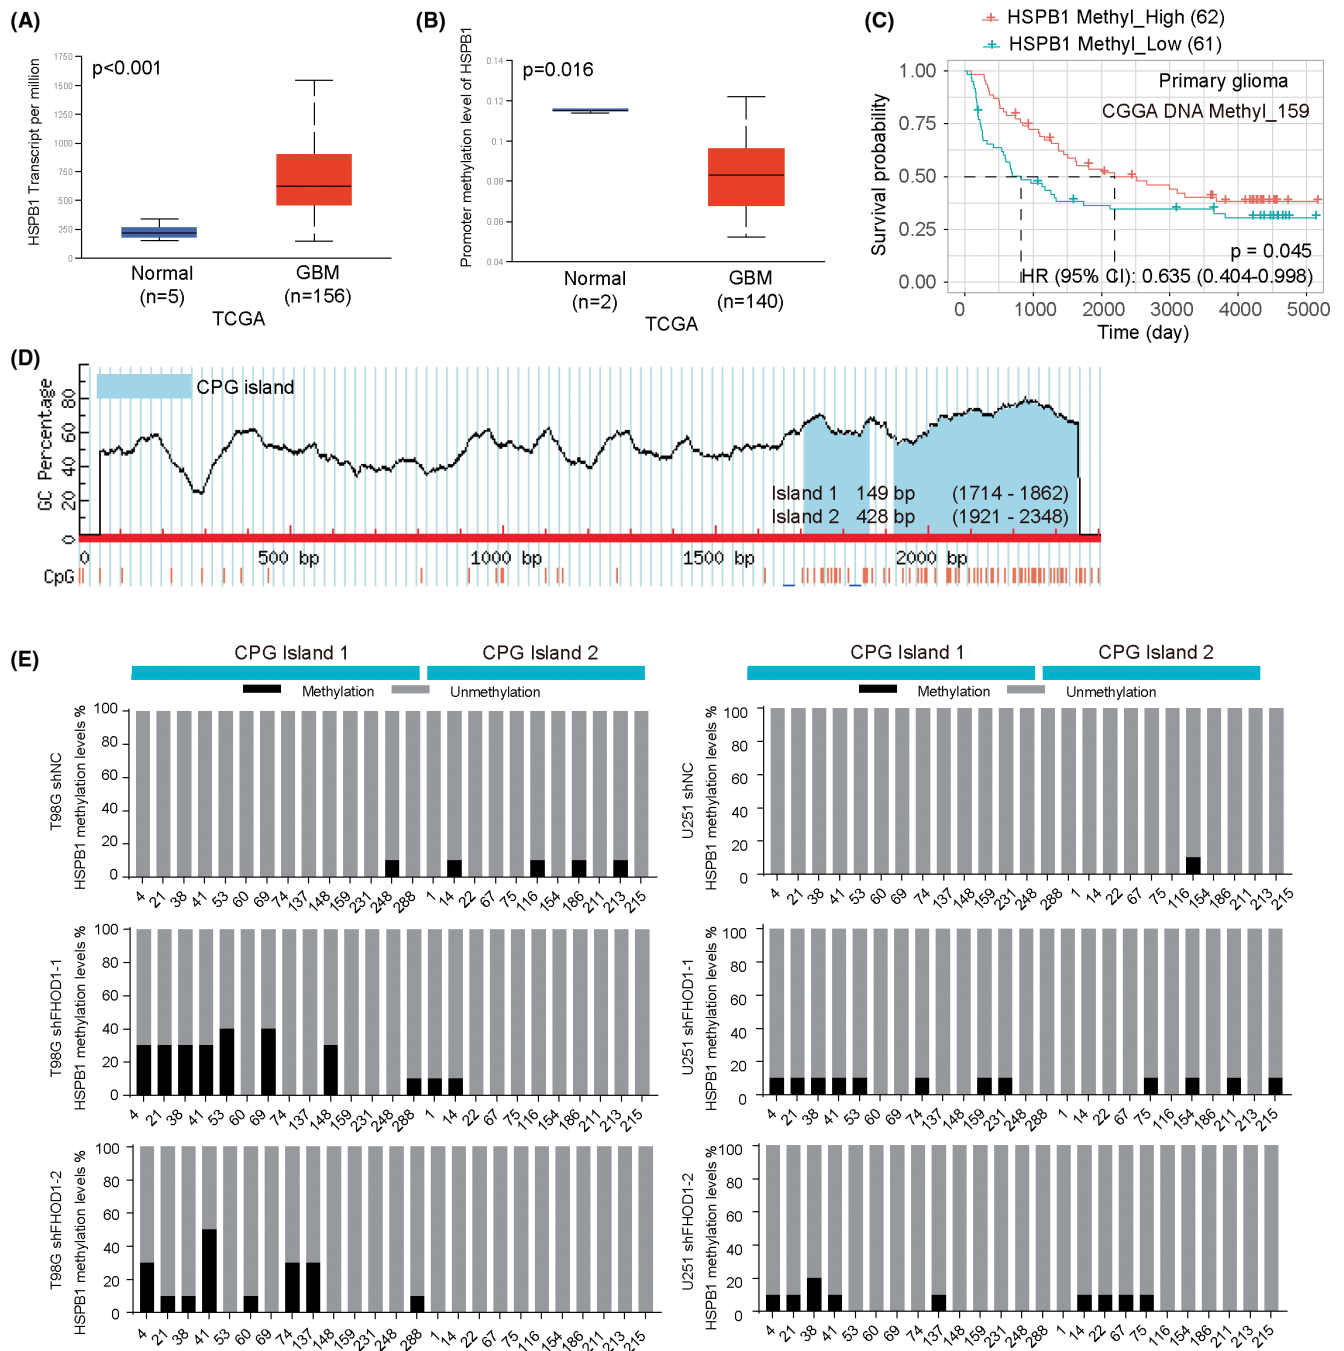 (A)
HSPB1 Transcript per million
1750
1500
1250
1000
750
500
250
0
p<0.001
Normal
(n=5)
GBM
(n=156)
TCGA
(B)
Promoter methylation level of HSPB1
0.14
0.12
0.1
0.08
0.06
0.04
p=0.016
Normal
(n=2)
GBM
(n=140)
TCGA
(C)
HSPB1 Methyl_High (62)
HSPB1 Methyl_Low (61)
Survival probability
1.00
0.75
0.50
0.25
0.00
Primary glioma
CGGA DNA Methyl_159
p = 0.045
HR (95% CI): 0.635 (0.404-0.998)
0 1000 2000 3000 4000 5000
Time (day)
(D)
GC Percentage
80
60
40
20
0
CPG island
Island 1 149 bp (1714 - 1862)
Island 2 428 bp (1921 - 2348)
0 500 bp 1000 bp 1500 bp 2000 bp
CpG
(E)
CPG Island 1 CPG Island 2
Methylation Unmethylation
T98G shNC
HSPB1 methylation levels %
100
80
60
40
20
0
4 21 38 41 53 60 69 74 137 148 159 231 248 288 1 14 22 67 75 116 154 186 211 213 215
T98G shFHOD1-1
HSPB1 methylation levels %
100
80
60
40
20
0
4 21 38 41 53 60 69 74 137 148 159 231 248 288 1 14 22 67 75 116 154 186 211 213 215
T98G shFHOD1-2
HSPB1 methylation levels %
100
80
60
40
20
0
4 21 38 41 53 60 69 74 137 148 159 231 248 288 1 14 22 67 75 116 154 186 211 213 215
CPG Island 1 CPG Island 2
Methylation Unmethylation
U251 shNC
HSPB1 methylation levels %
100
80
60
40
20
0
4 21 38 41 53 60 69 74 137 148 159 231 248 288 1 14 22 67 75 116 154 186 211 213 215
U251 shFHOD1-1
HSPB1 methylation levels %
100
80
60
40
20
0
4 21 38 41 53 60 69 74 137 148 159 231 248 288 1 14 22 67 75 116 154 186 211 213 215
U251 shFHOD1-2
HSPB1 methylation levels %
100
80
60
40
20
0
4 21 38 41 53 60 69 74 137 148 159 231 248 288 1 14 22 67 75 116 154 186 211 213 215